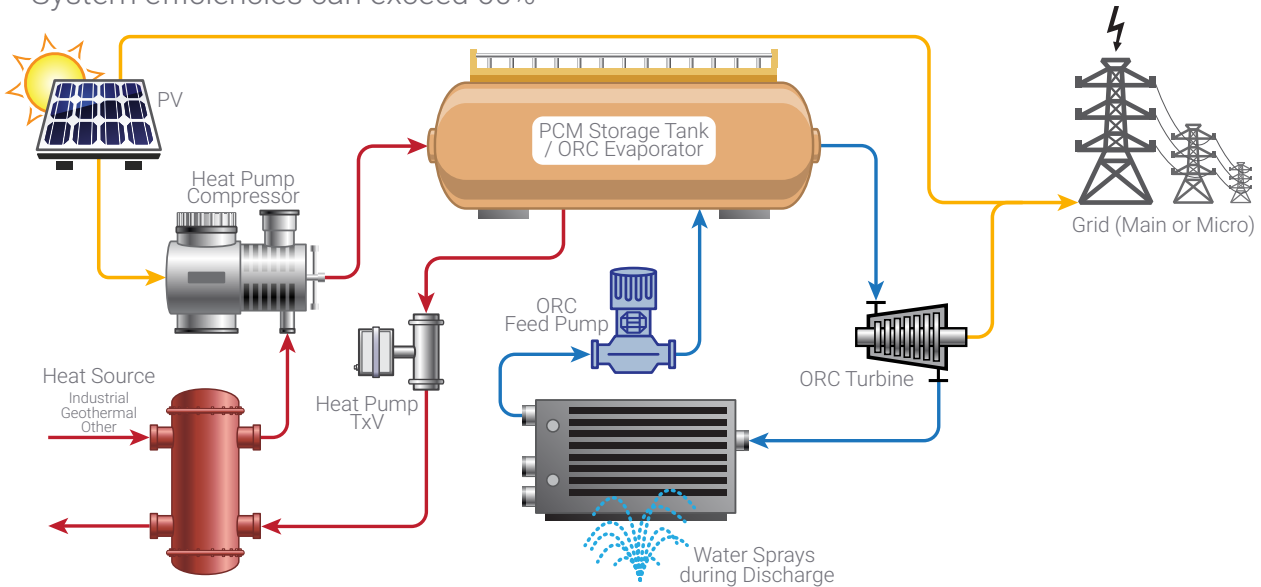 PV
PCM Storage Tank
/ ORC Evaporator
Heat Pump
Compressor
Grid (Main or Micro)
ORC
Feed Pump
Heat Source
Industrial
Geothermal
Other
Heat Pump
TxV
ORC Turbine
Water Sprays
during Discharge